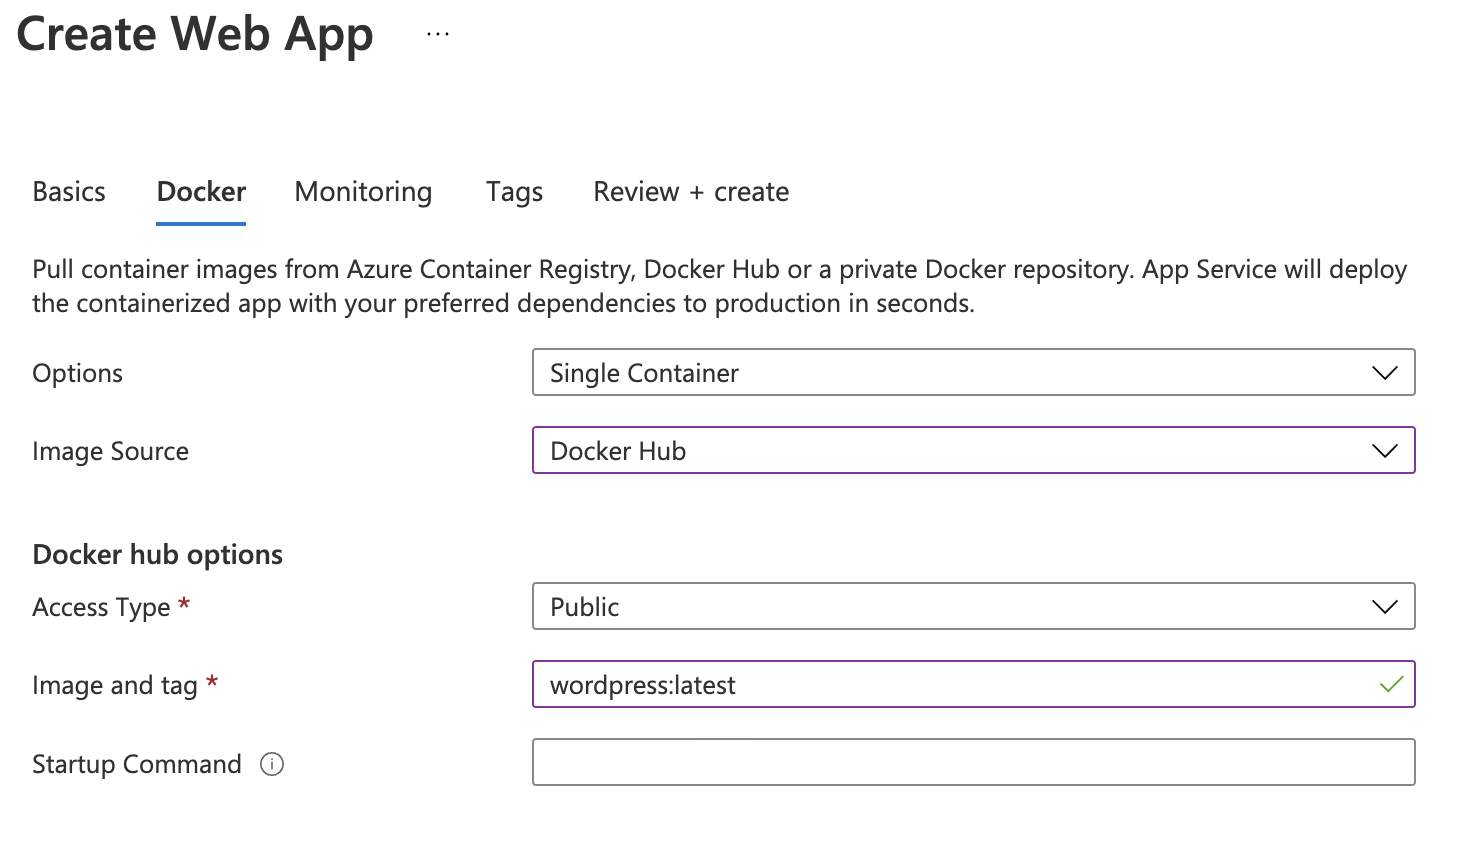 Create Web App ...
Basics Docker Monitoring Tags Review + create
Pull container images from Azure Container Registry, Docker Hub or a private Docker repository. App Service will deploy
the containerized app with your preferred dependencies to production in seconds.
Options Single Container
Image Source Docker Hub
Docker hub options
Access Type * Public
Image and tag * wordpress:latest
Startup Command